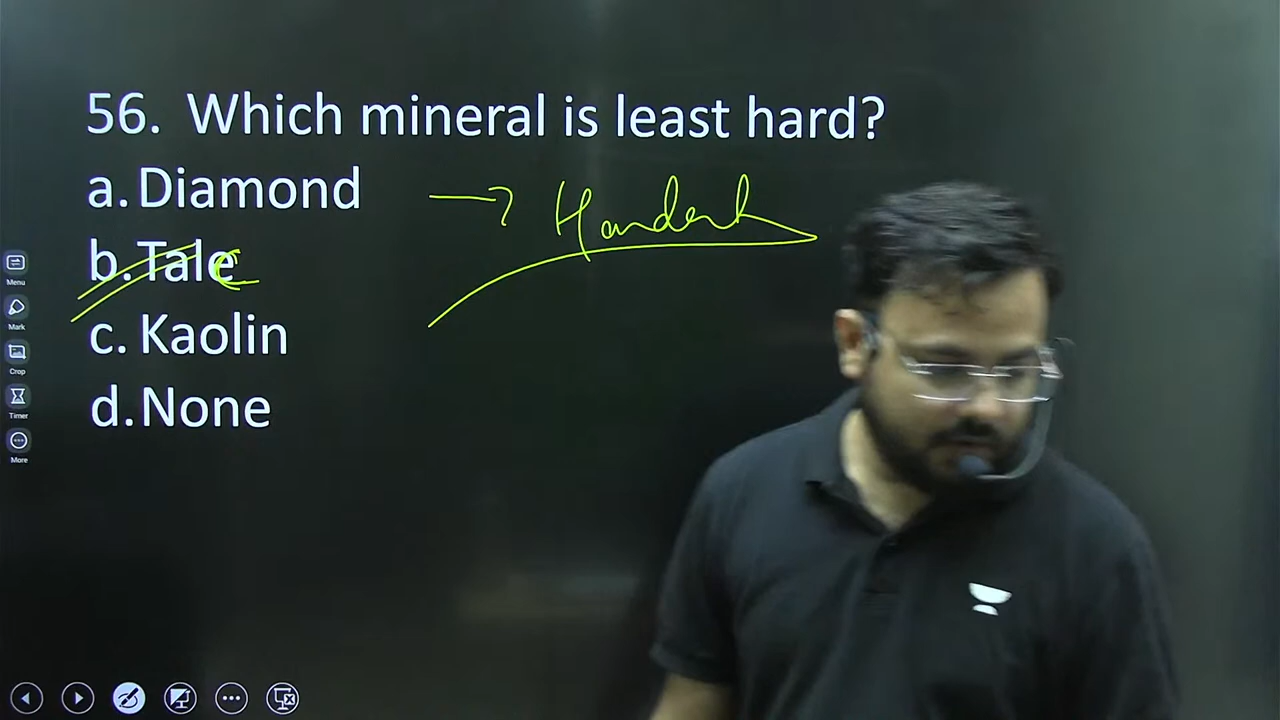 56. Which mineral is least hard?
a. Diamond → Hardest
b. Talc
c. Kaolin
d. None
Menu
Mark
Crop
Timer
More